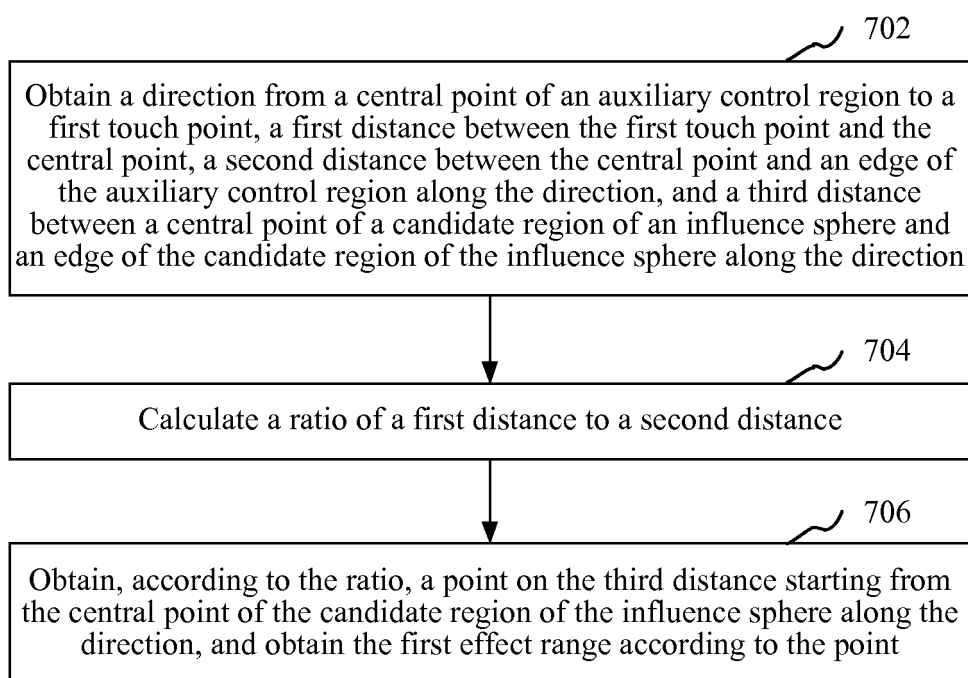 702
Obtain a direction from a central point of an auxiliary control region to a
first touch point, a first distance between the first touch point and the
central point, a second distance between the central point and an edge of
the auxiliary control region along the direction, and a third distance
between a central point of a candidate region of an influence sphere and
an edge of the candidate region of the influence sphere along the direction
704
Calculate a ratio of a first distance to a second distance
706
Obtain, according to the ratio, a point on the third distance starting from
the central point of the candidate region of the influence sphere along the
direction, and obtain the first effect range according to the point